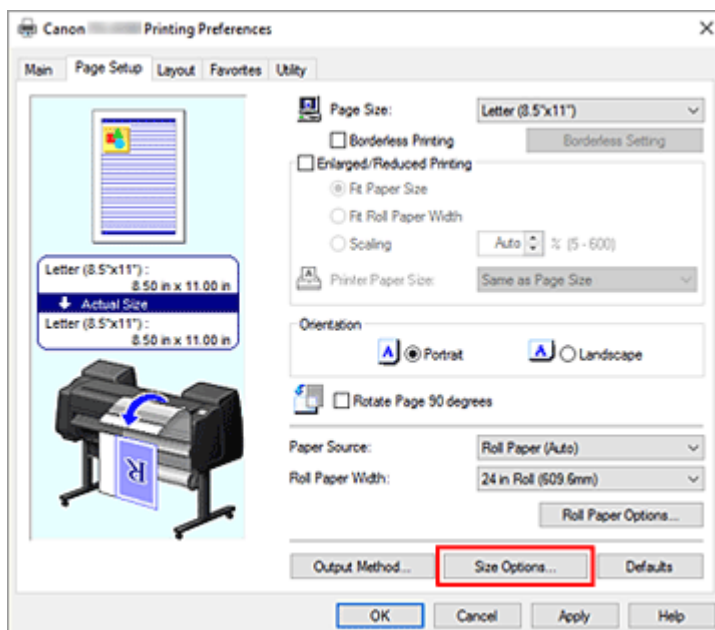 Canon Printing Preferences
Main Page Setup Layout Favorites Utility
Page Size: Letter (8.5"x11")
Borderless Printing Borderless Setting
Enlarged/Reduced Printing
Fit Paper Size
Fit Roll Paper Width
Scaling Auto % (5 - 600)
Printer Paper Size: Same as Page Size
Letter (8.5"x11") :
8.50 in x 11.00 in
Actual Size
Letter (8.5"x11") :
8.50 in x 11.00 in
Orientation
A Portrait A Landscape
Rotate Page 90 degrees
Paper Source: Roll Paper (Auto)
Roll Paper Width: 24 in Roll (609.6mm)
R
Roll Paper Options...
Output Method... Size Options... Defaults
OK Cancel Apply Help